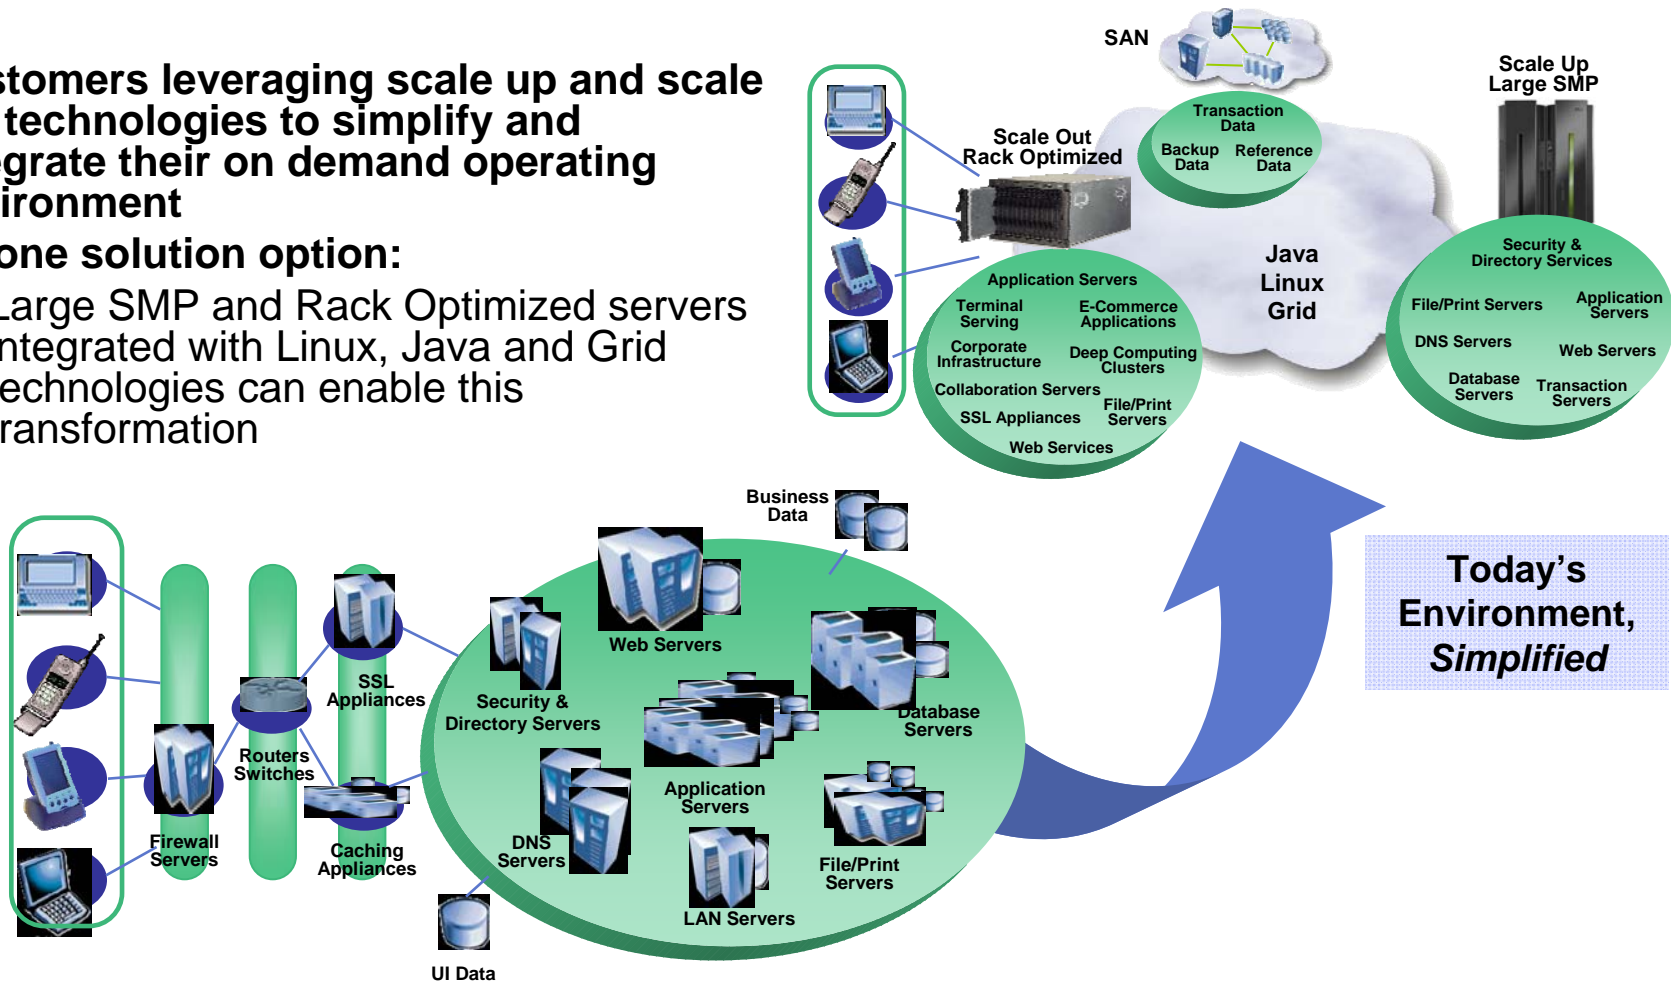 stomers leveraging scale up and scale
technologies to simplify and
egrate their on demand operating
ironment
one solution option:
Large SMP and Rack Optimized servers
ntegrated with Linux, Java and Grid
echnologies can enable this
ransformation
SAN
Transaction
Data
Backup
Data
Reference
Data
Scale Up
Large SMP
Scale Out
Rack Optimized
Java
Linux
Grid
Application Servers
Terminal
Serving
E-Commerce
Applications
Corporate
Infrastructure
Deep Computing
Clusters
Collaboration Servers
SSL Appliances
File/Print
Servers
Web Services
Security &
Directory Services
File/Print Servers
Application
Servers
DNS Servers
Web Servers
Database
Servers
Transaction
Servers
Business
Data
Web Servers
Security &
Directory Servers
Database
Servers
SSL
Appliances
Routers
Switches
Application
Servers
Firewall
Servers
Caching
Appliances
DNS
Servers
File/Print
Servers
LAN Servers
UI Data
Today's
Environment,
Simplified